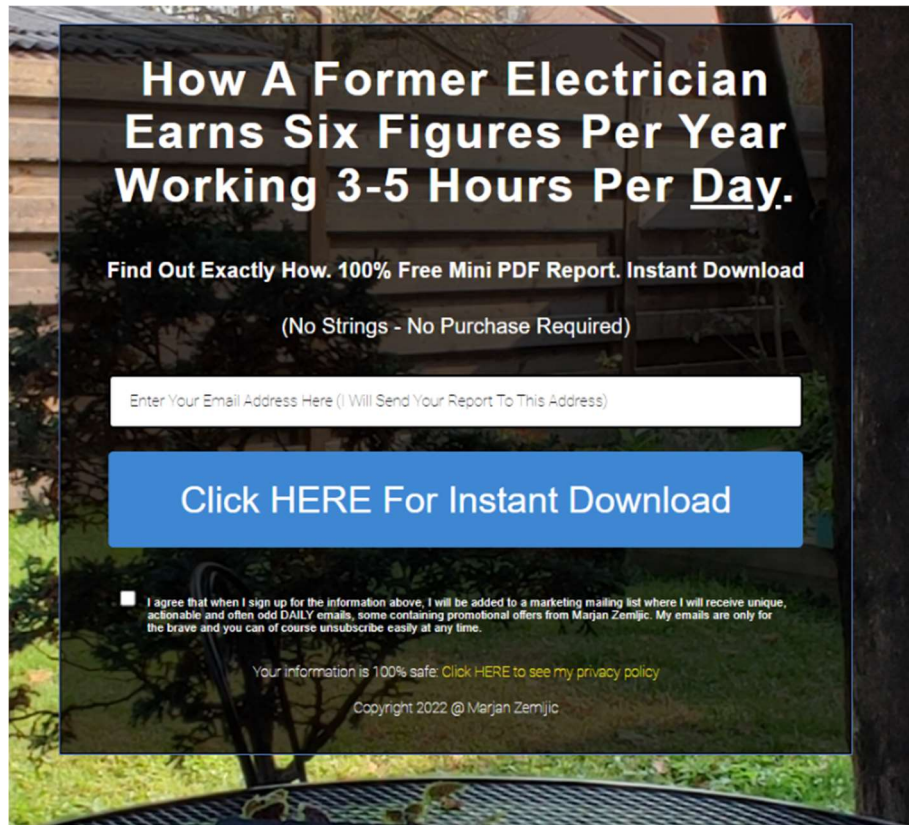 How A Former Electrician
Earns Six Figures Per Year
Working 3-5 Hours Per Day.
Find Out Exactly How. 100% Free Mini PDF Report. Instant Download
(No Strings - No Purchase Required)
Enter Your Email Address Here (I Will Send Your Report To This Address)
Click HERE For Instant Download
I agree that when I sign up for the information above, I will be added to a marketing mailing list where I will receive unique,
actionable and often odd DAILY emails, some containing promotional offers from Marjan Zemljic. My emails are only for
the brave and you can of course unsubscribe easily at any time.
Your information is 100% safe: Click HERE to see my privacy policy
Copyright 2022 @ Marjan Zemljic